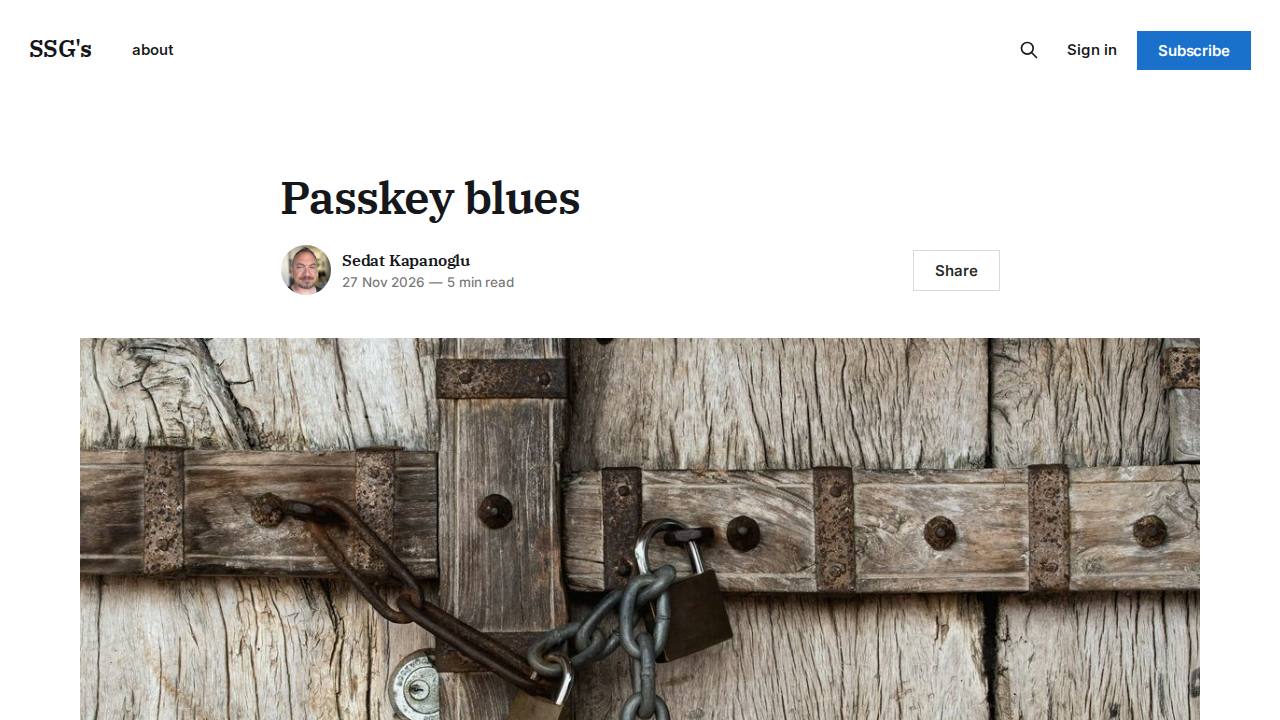 SSG's about Sign in Subscribe
Passkey blues
Sedat Kapanoglu
27 Nov 2026 — 5 min read
Share